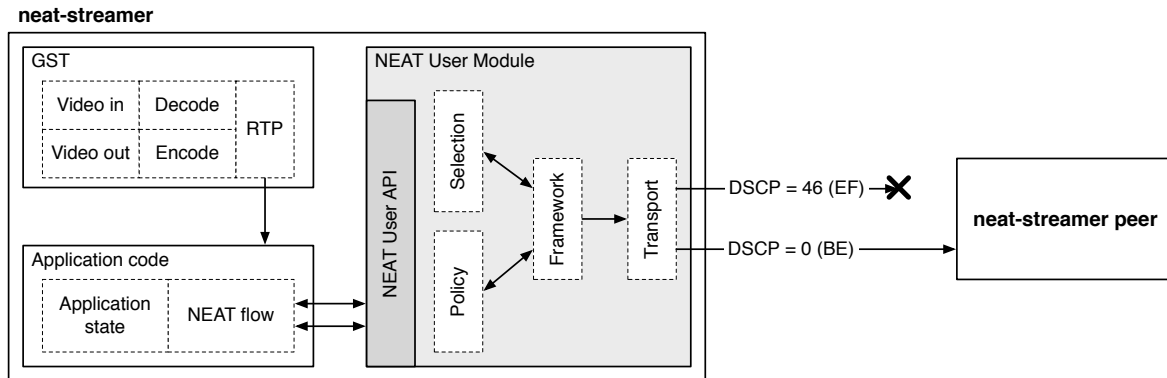 neat-streamer
GST
Video in
Decode
RTP
Video out
Encode
Application code
Application
state
NEAT flow
NEAT User Module
NEAT User API
Selection
Policy
Framework
Transport
DSCP = 46 (EF)
DSCP = 0 (BE)
neat-streamer peer